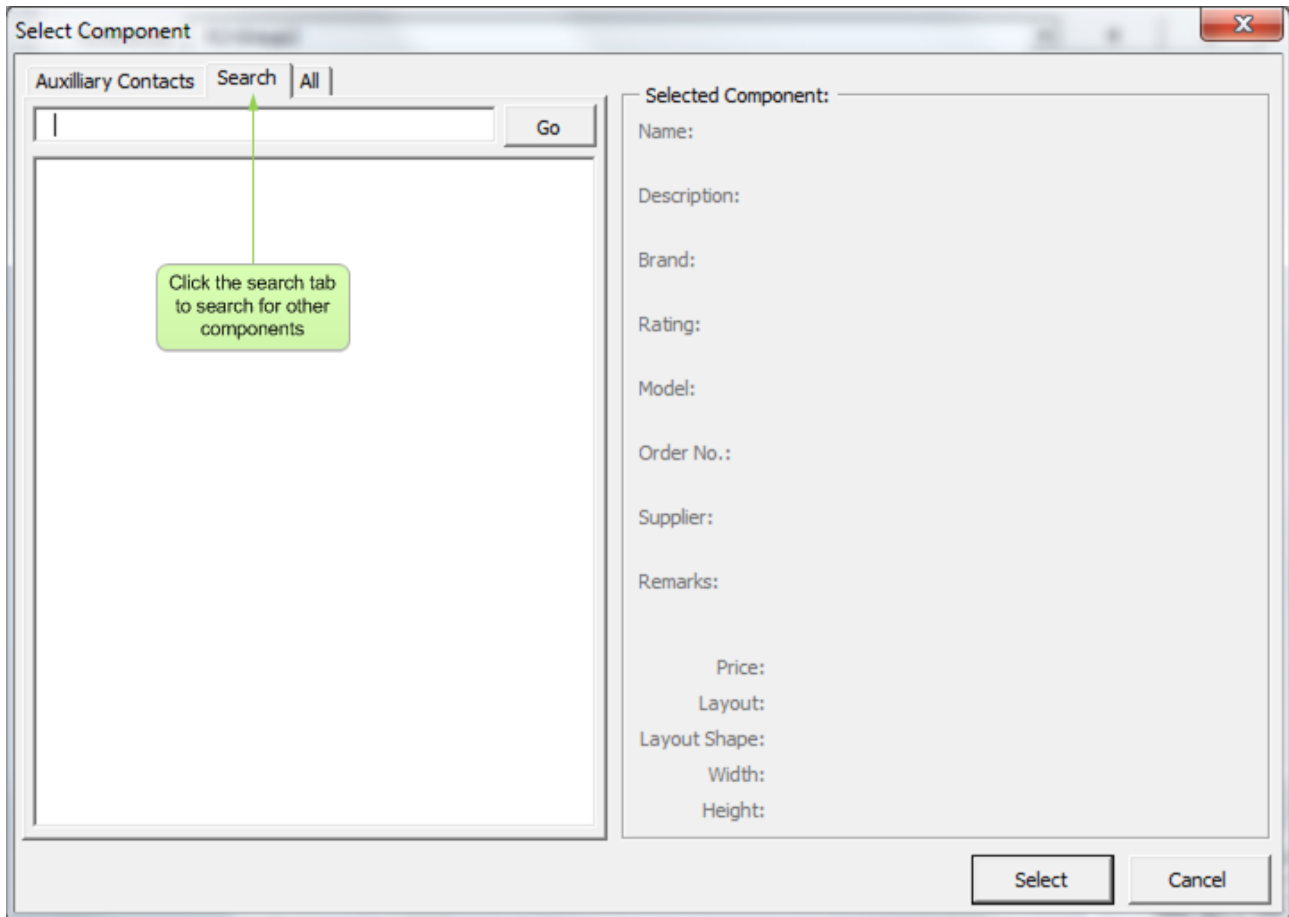 Select Component
Auxilliary Contacts
Search
All
Go
Click the search tab
to search for other
components
Selected Component:
Name:
Description:
Brand:
Rating:
Model:
Order No.:
Supplier:
Remarks:
Price:
Layout:
Layout Shape:
Width:
Height:
Select
Cancel